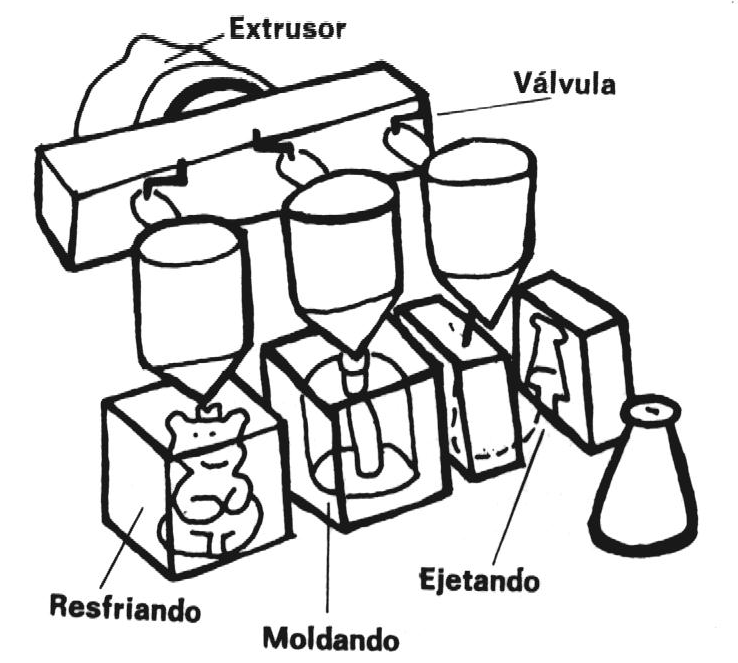 Extrusor
Válvula
Ejetando
Resfriando
Moldando